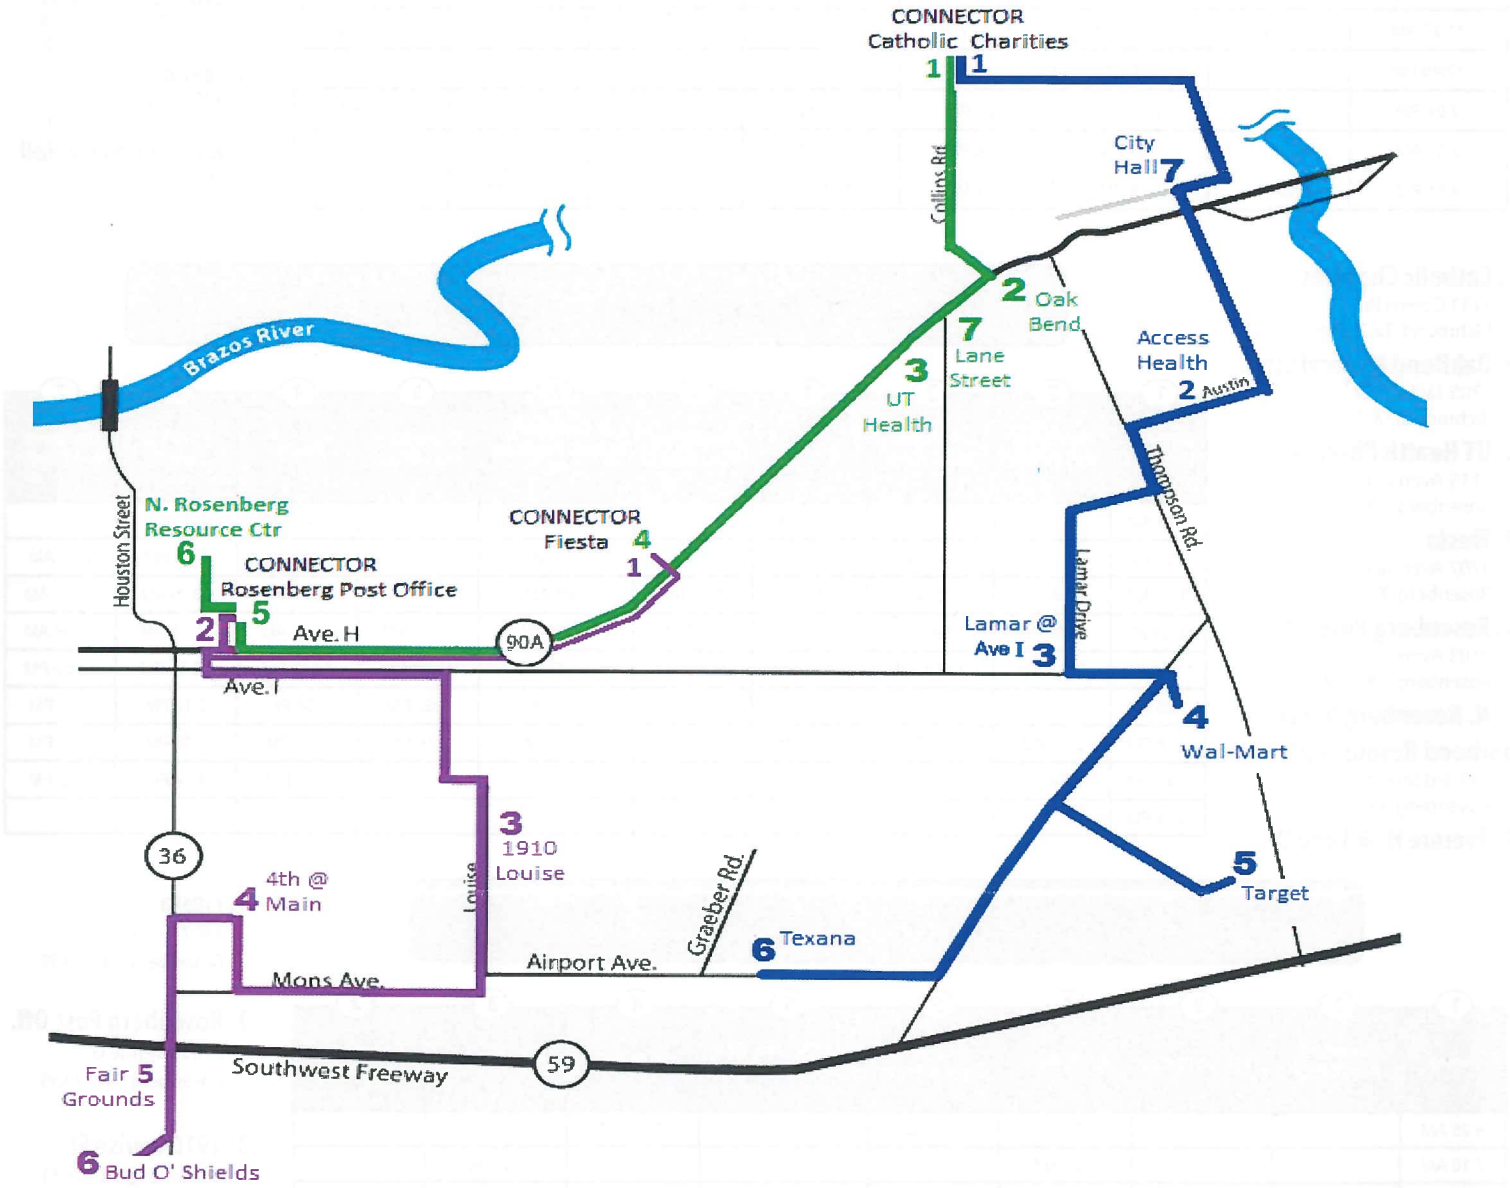 CONNECTOR
Catholic Charities
1
1
Collins Rd.
City
Hall 7
2 Oak
Bend
7
Lane
Street
3
UT
Health
Access
Health
2 Austin
Brazos River
Thompson Rd.
Houston Street
N. Rosenberg
Resource Ctr
6
CONNECTOR
Rosenberg Post Office
5
2
CONNECTOR
Fiesta 4
1
Ave. H
90A
Ave. I
Lamar Drive
Lamar @
Ave I 3
4
Wal-Mart
36
3
1910
Louise
Louise
4th @
4 Main
Graeber Rd.
5
Target
6 Texana
Airport Ave.
Mons Ave.
Southwest Freeway
59
Fair 5
Grounds
6 Bud O' Shields